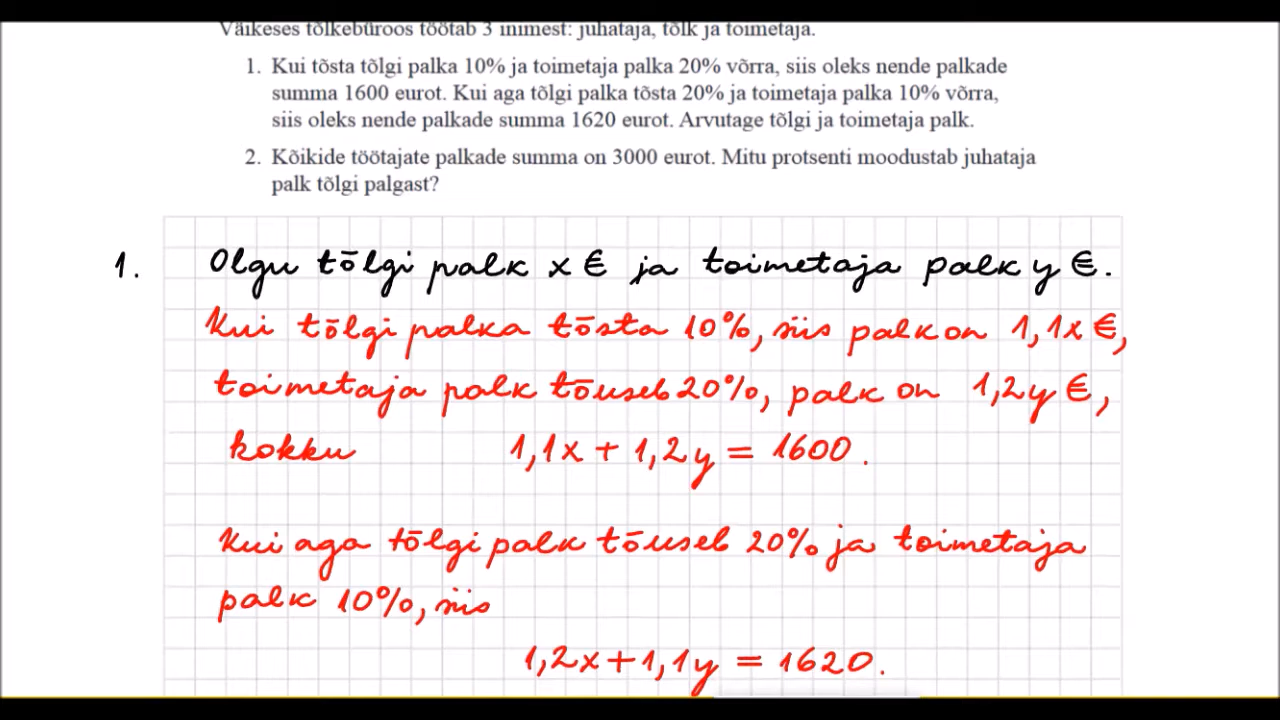 Väikeses tõlkebüroos töötab 3 inimest: juhataja, tõlk ja toimetaja.
1. Kui tõsta tõlgi palka 10% ja toimetaja palka 20% võrra, siis oleks nende palkade
summa 1600 eurot. Kui aga tõlgi palka tõsta 20% ja toimetaja palka 10% võrra,
siis oleks nende palkade summa 1620 eurot. Arvutage tõlgi ja toimetaja palk.
2. Kõikide töötajate palkade summa on 3000 eurot. Mitu protsenti moodustab juhataja
palk tõlgi palgast?
1. Olgu tõlgi palk x € ja toimetaja palk y €.
Kui tõlgi palka tõsta 10%, siis palk on 1,1x €,
toimetaja palk tõuseb 20%, palk on 1,2y €,
kokku 1,1x + 1,2y = 1600.
Kui aga tõlgi palk tõuseb 20% ja toimetaja
palk 10%, siis
1,2x + 1,1y = 1620.